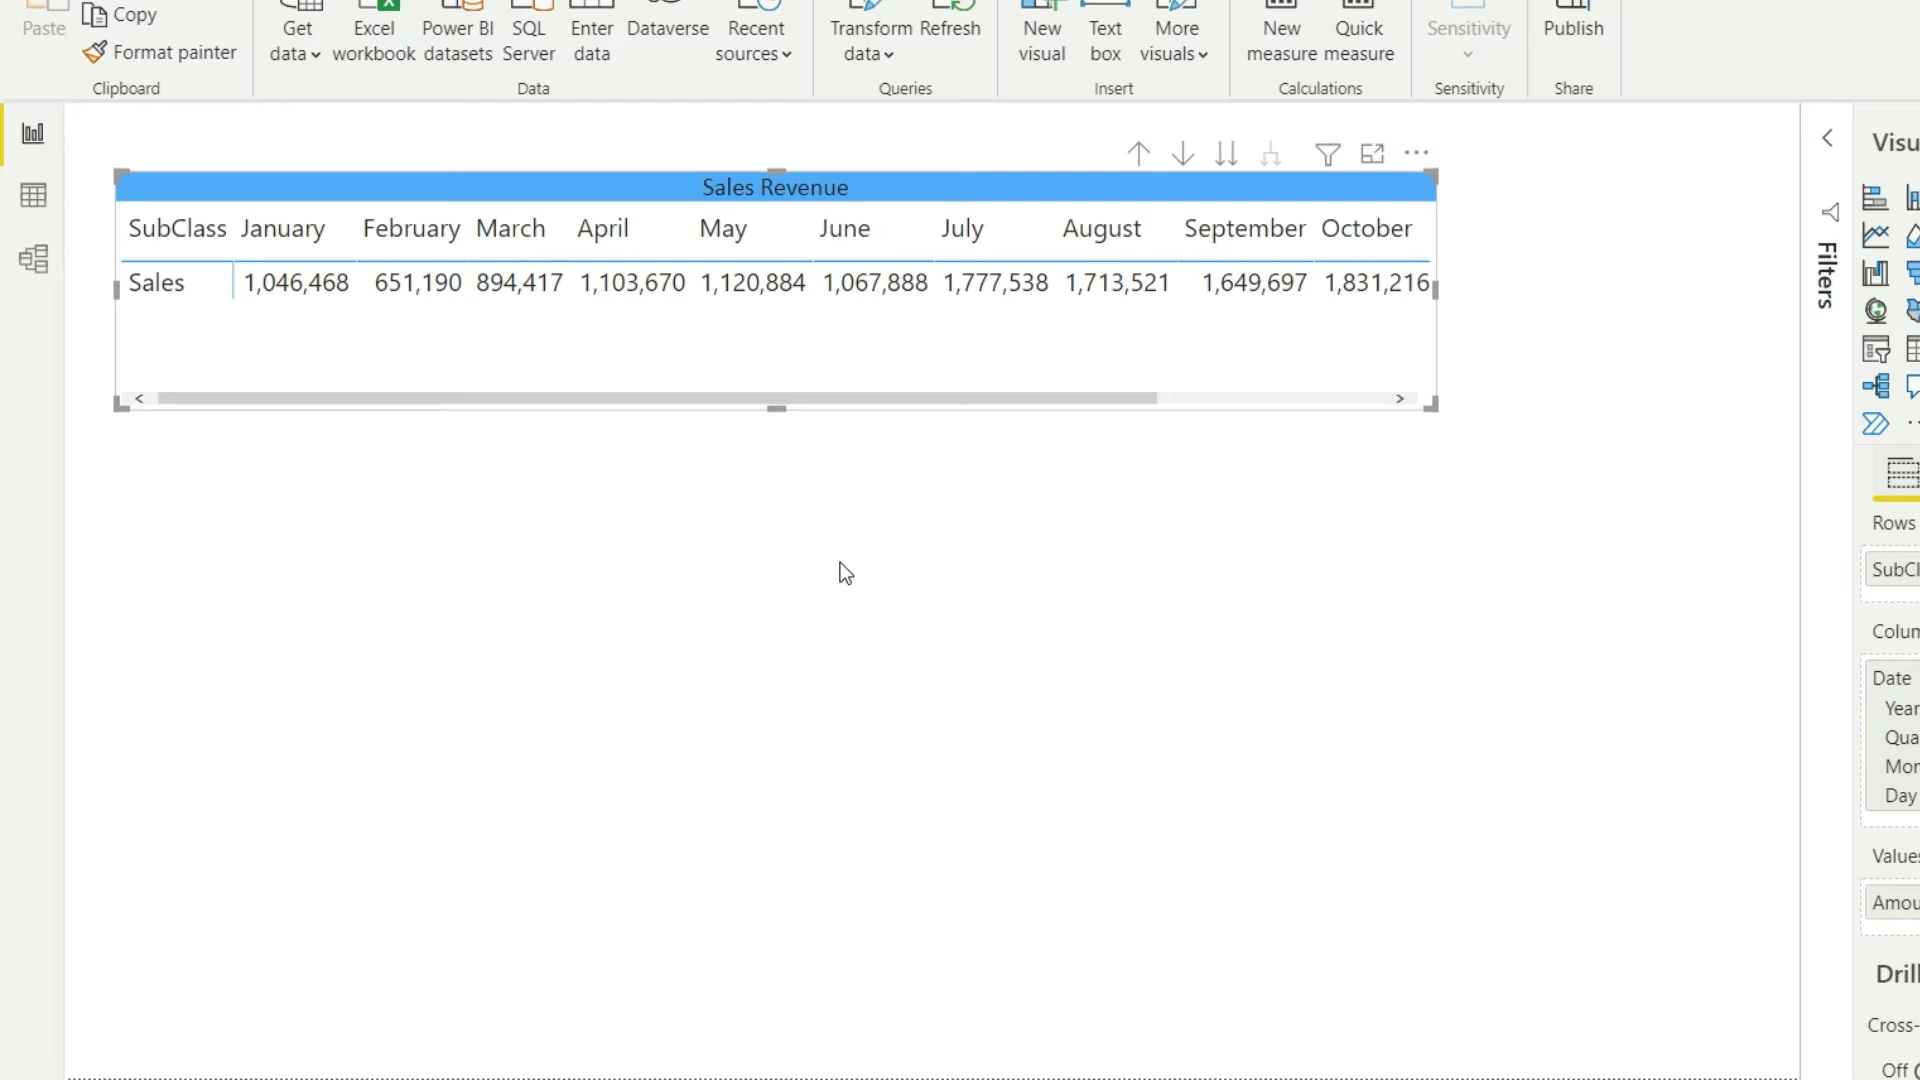 Paste
Copy
Format painter
Clipboard
Get data
Excel workbook
Power BI datasets
SQL Server
Enter data
Dataverse
Recent sources
Data
Transform data
Refresh
Queries
New visual
Text box
More visuals
Insert
New measure
Quick measure
Calculations
Sensitivity
Sensitivity
Publish
Share
Sales Revenue
SubClass January February March April May June July August September October
Sales 1,046,468 651,190 894,417 1,103,670 1,120,884 1,067,888 1,777,538 1,713,521 1,649,697 1,831,216
Filters
Visu
Rows
SubCl
Colum
Date
Year
Qua
Mon
Day
Values
Amou
Drill
Cross-
Off